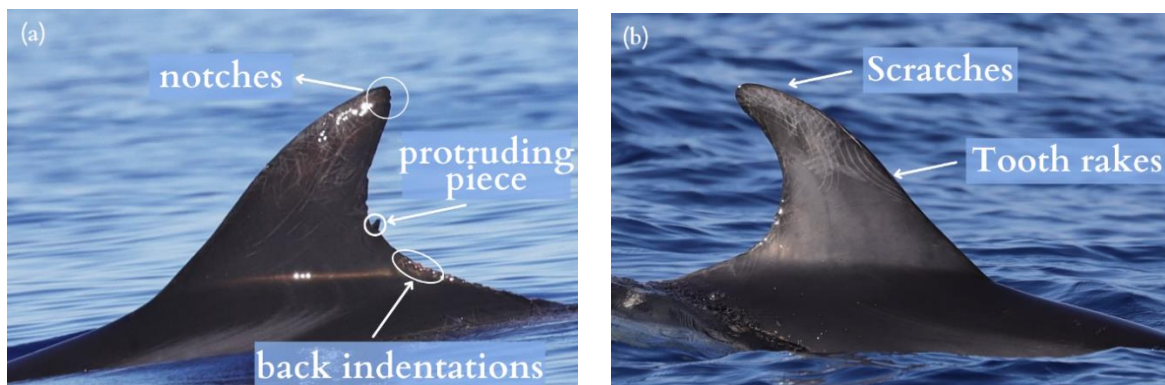 (a)
notches
protruding
piece
back indentations
(b)
Scratches
Tooth rakes